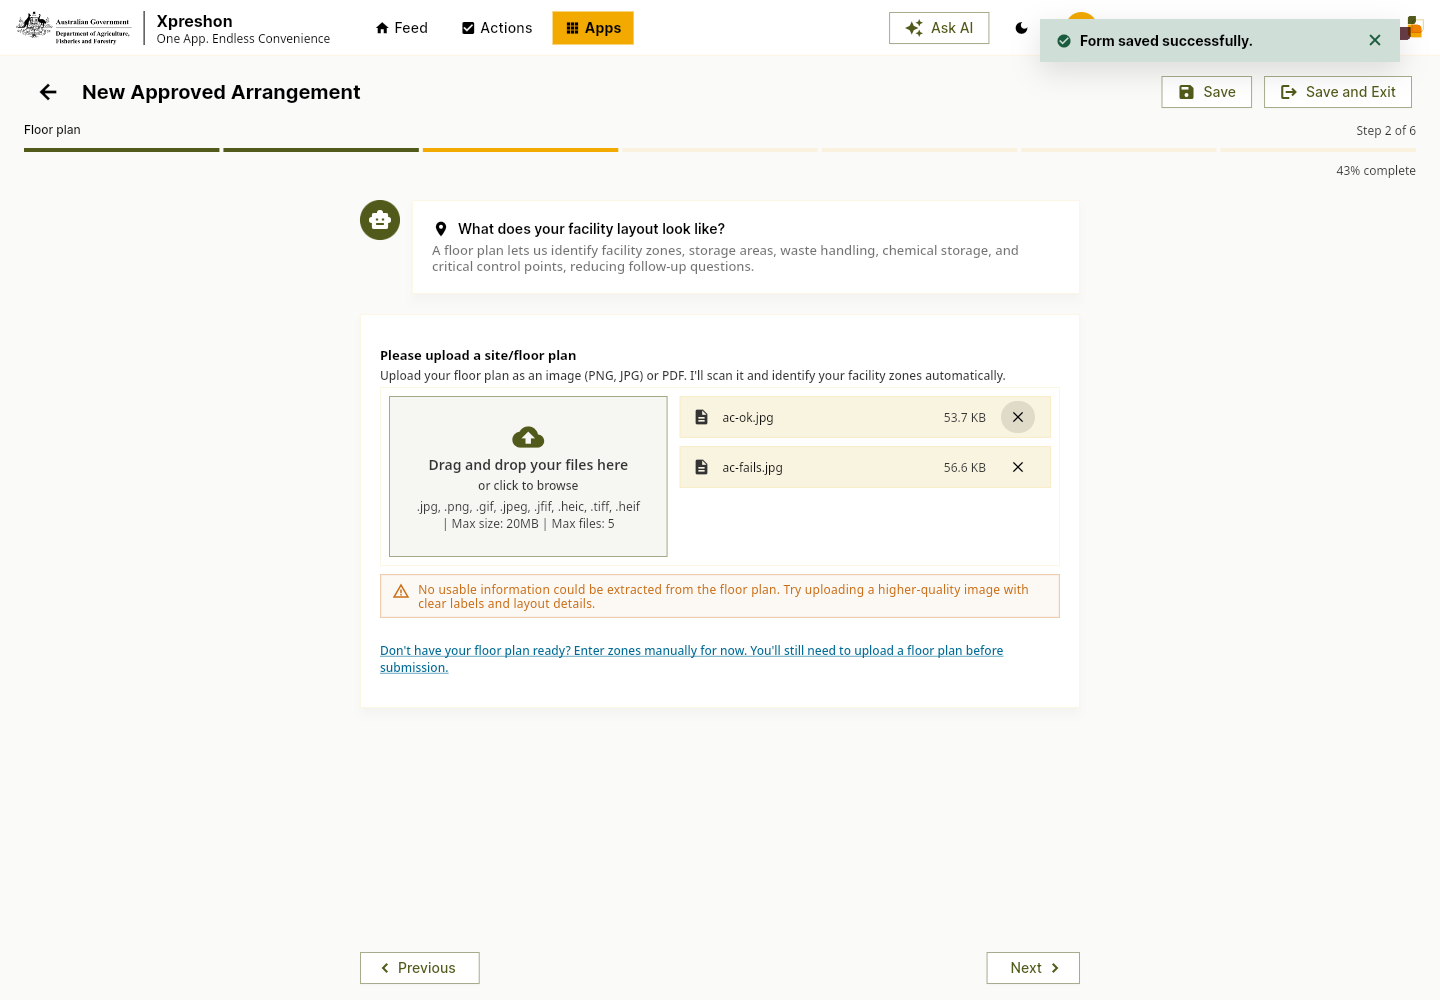 Australian Government
Department of Agriculture,
Fisheries and Forestry
Xpreshon
One App. Endless Convenience
Feed
Actions
Apps
Ask AI
Form saved successfully.
New Approved Arrangement
Save
Save and Exit
Floor plan
Step 2 of 6
43% complete
What does your facility layout look like?
A floor plan lets us identify facility zones, storage areas, waste handling, chemical storage, and
critical control points, reducing follow-up questions.
Please upload a site/floor plan
Upload your floor plan as an image (PNG, JPG) or PDF. I'll scan it and identify your facility zones automatically.
Drag and drop your files here
or click to browse
.jpg, .png, .gif, .jpeg, .jfif, .heic, .tiff, .heif
| Max size: 20MB | Max files: 5
ac-ok.jpg 53.7 KB
ac-fails.jpg 56.6 KB
No usable information could be extracted from the floor plan. Try uploading a higher-quality image with
clear labels and layout details.
Don't have your floor plan ready? Enter zones manually for now. You'll still need to upload a floor plan before
submission.
Previous
Next